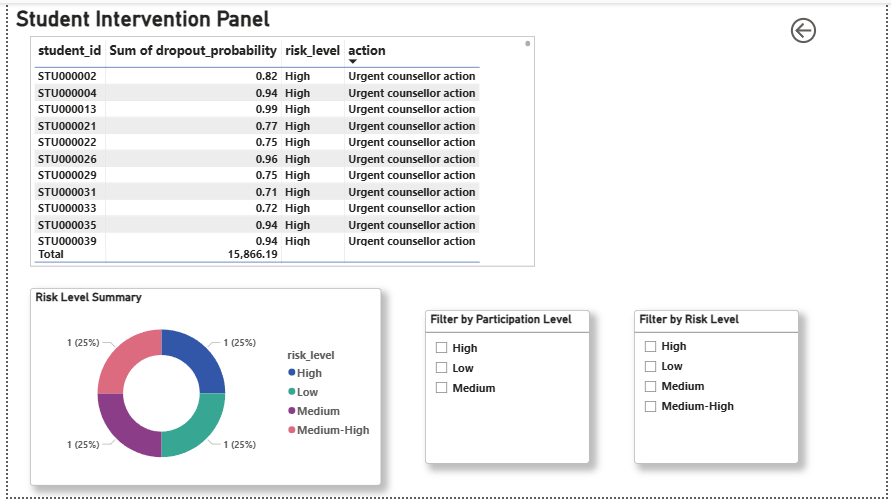 Student Intervention Panel
student_id Sum of dropout_probability risk_level action
STU000002 0.82 High Urgent counsellor action
STU000004 0.94 High Urgent counsellor action
STU000013 0.99 High Urgent counsellor action
STU000021 0.77 High Urgent counsellor action
STU000022 0.75 High Urgent counsellor action
STU000026 0.96 High Urgent counsellor action
STU000029 0.75 High Urgent counsellor action
STU000031 0.71 High Urgent counsellor action
STU000033 0.72 High Urgent counsellor action
STU000035 0.94 High Urgent counsellor action
STU000039 0.94 High Urgent counsellor action
Total 15,866.19
Risk Level Summary
1 (25%) 1 (25%)
1 (25%) 1 (25%)
risk_level
High
Low
Medium
Medium-High
Filter by Participation Level
High
Low
Medium
Filter by Risk Level
High
Low
Medium
Medium-High